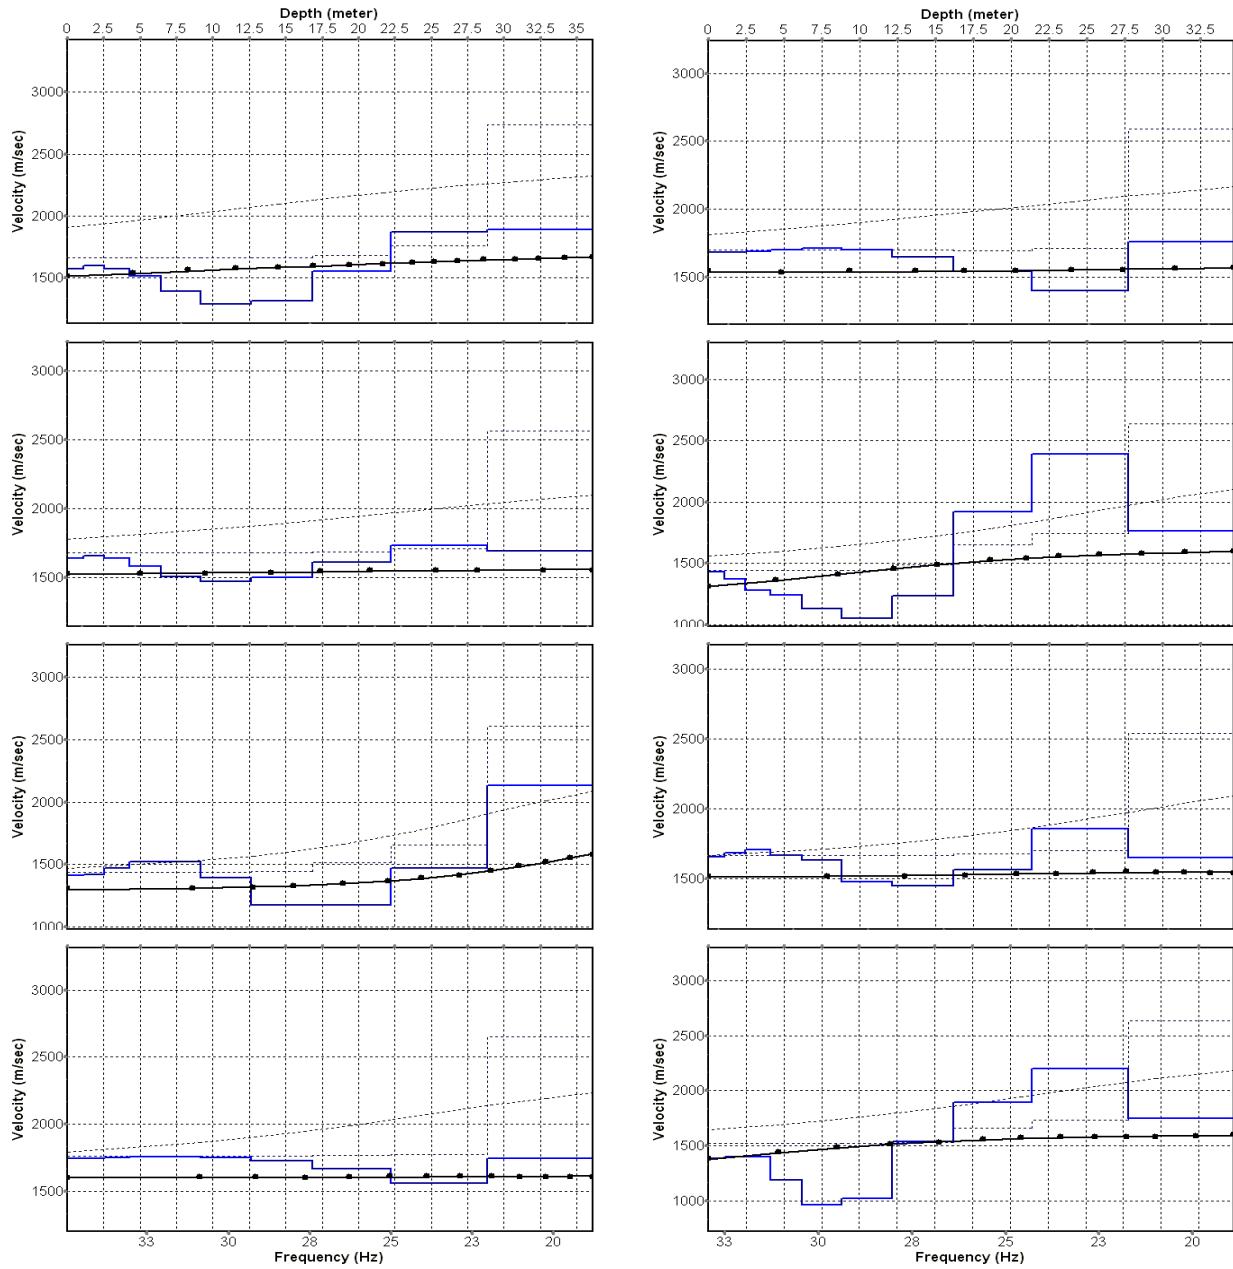 Depth (meter)
0 2.5 5 7.5 10 12.5 15 17.5 20 22.5 25 27.5 30 32.5 35
Velocity (m/sec)
3000
2500
2000
1500
Depth (meter)
0 2.5 5 7.5 10 12.5 15 17.5 20 22.5 25 27.5 30 32.5
Velocity (m/sec)
3000
2500
2000
1500
Velocity (m/sec)
3000
2500
2000
1500
Velocity (m/sec)
3000
2500
2000
1500
1000
Velocity (m/sec)
3000
2500
2000
1500
1000
Velocity (m/sec)
3000
2500
2000
1500
Velocity (m/sec)
3000
2500
2000
1500
33 30 28 25 23 20
Frequency (Hz)
Velocity (m/sec)
3000
2500
2000
1500
1000
33 30 28 25 23 20
Frequency (Hz)